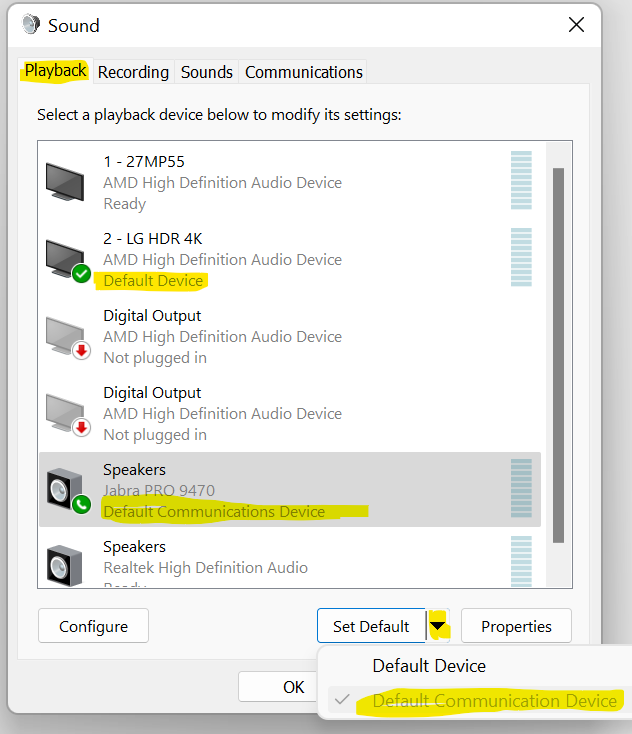 Sound
Playback Recording Sounds Communications
Select a playback device below to modify its settings:
1 - 27MP55
AMD High Definition Audio Device
Ready
2 - LG HDR 4K
AMD High Definition Audio Device
Default Device
Digital Output
AMD High Definition Audio Device
Not plugged in
Digital Output
AMD High Definition Audio Device
Not plugged in
Speakers
Jabra PRO 9470
Default Communications Device
Speakers
Realtek High Definition Audio
Ready
Configure Set Default Properties
Default Device
OK
Default Communication Device